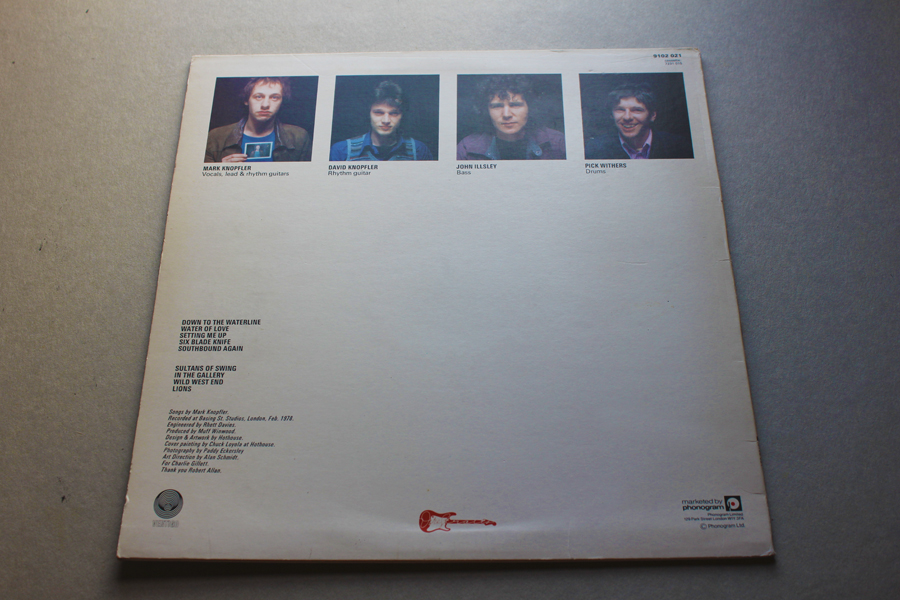 9102 021
MARK KNOPFLER
Vocals, lead & rhythm guitars
DAVID KNOPFLER
Rhythm guitar
JOHN ILLSLEY
Bass
PICK WITHERS
Drums
DOWN TO THE WATERLINE
WATER OF LOVE
SETTING ME UP
SIX BLADE KNIFE
SOUTHBOUND AGAIN
SULTANS OF SWING
IN THE GALLERY
WILD WEST END
LIONS
Songs by Mark Knopfler.
Recorded at Basing St. Studios, London, Feb. 1978.
Engineered by Rhett Davies.
Produced by Muff Winwood.
Design & Artwork by Hothouse.
Cover painting by Chuck Loyola at Hothouse.
Photography by Paddy Eckersley
Art Direction by Alan Schmidt.
For Charlie Gillett.
Thank you Robert Allan.
vertigo
marketed by
phonogram
Phonogram Limited
© Phonogram Ltd.